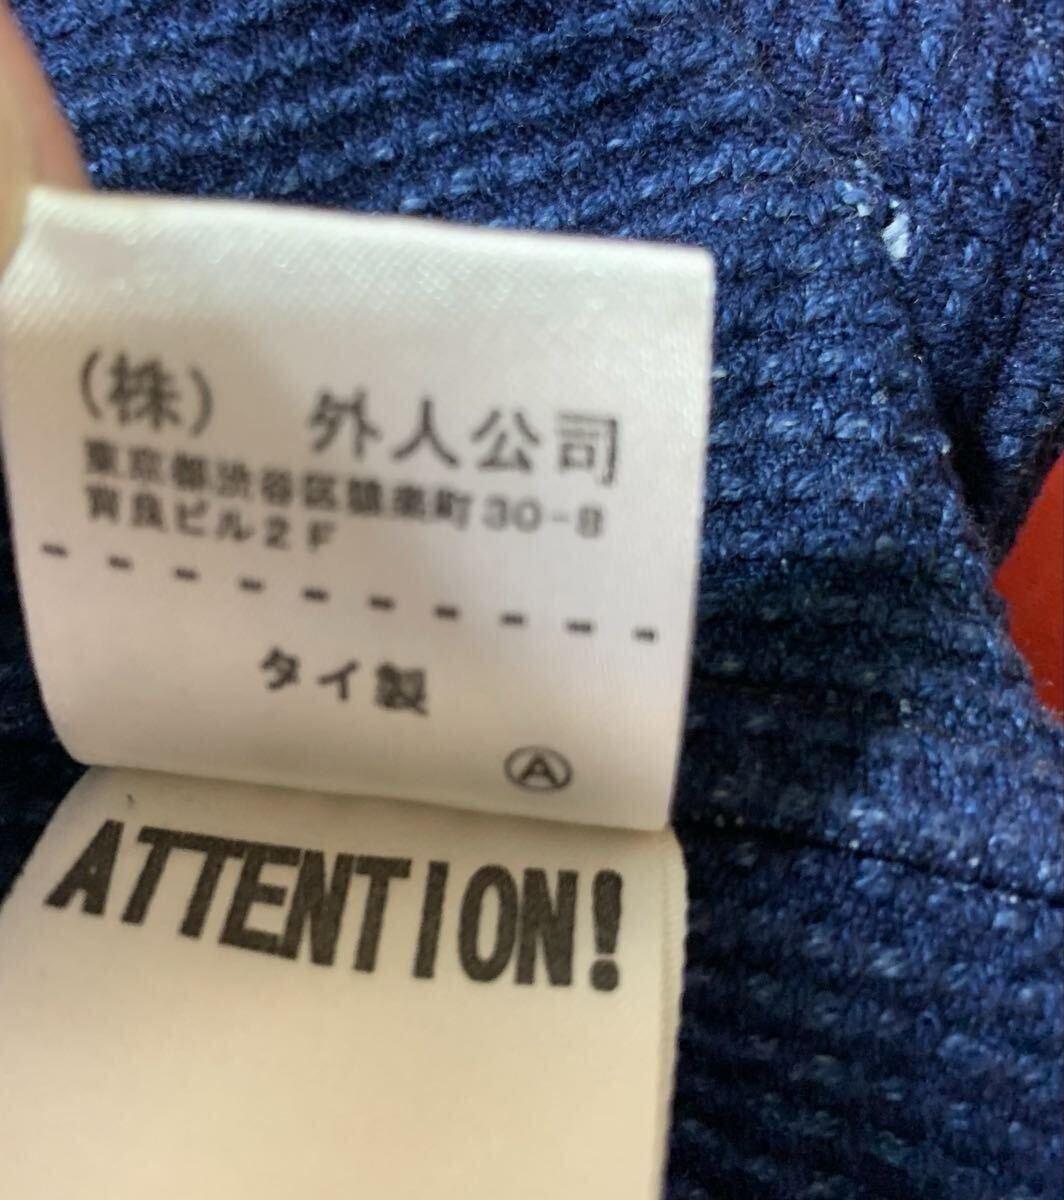 (株) 外人公司
東京都渋谷区猿楽町30-8
ビル2F
タイ製
A
ATTENTION!